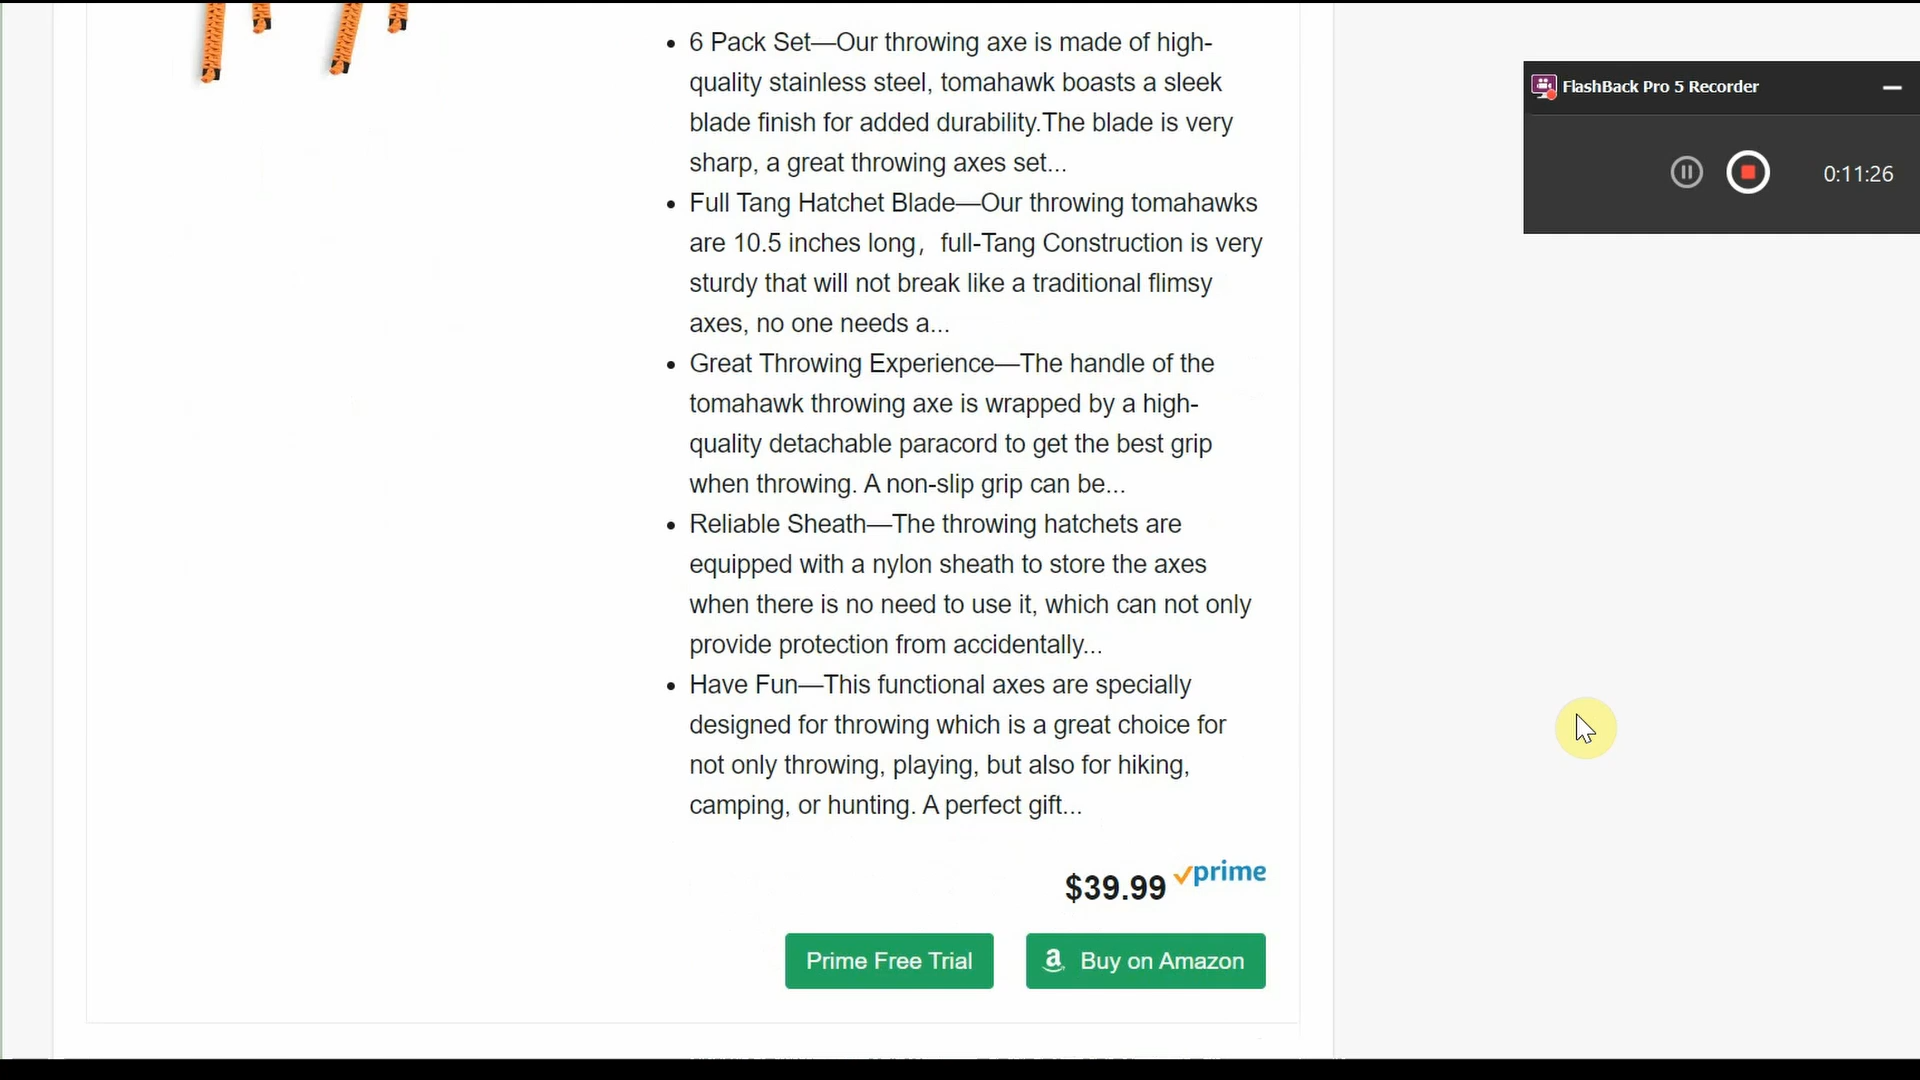 6 Pack Set—Our throwing axe is made of high-
quality stainless steel, tomahawk boasts a sleek
blade finish for added durability.The blade is very
sharp, a great throwing axes set...
Full Tang Hatchet Blade—Our throwing tomahawks
are 10.5 inches long，full-Tang Construction is very
sturdy that will not break like a traditional flimsy
axes, no one needs a...
Great Throwing Experience—The handle of the
tomahawk throwing axe is wrapped by a high-
quality detachable paracord to get the best grip
when throwing. A non-slip grip can be...
Reliable Sheath—The throwing hatchets are
equipped with a nylon sheath to store the axes
when there is no need to use it, which can not only
provide protection from accidentally...
Have Fun—This functional axes are specially
designed for throwing which is a great choice for
not only throwing, playing, but also for hiking,
camping, or hunting. A perfect gift...
$39.99 prime
Prime Free Trial
Buy on Amazon
FlashBack Pro 5 Recorder
0:11:26